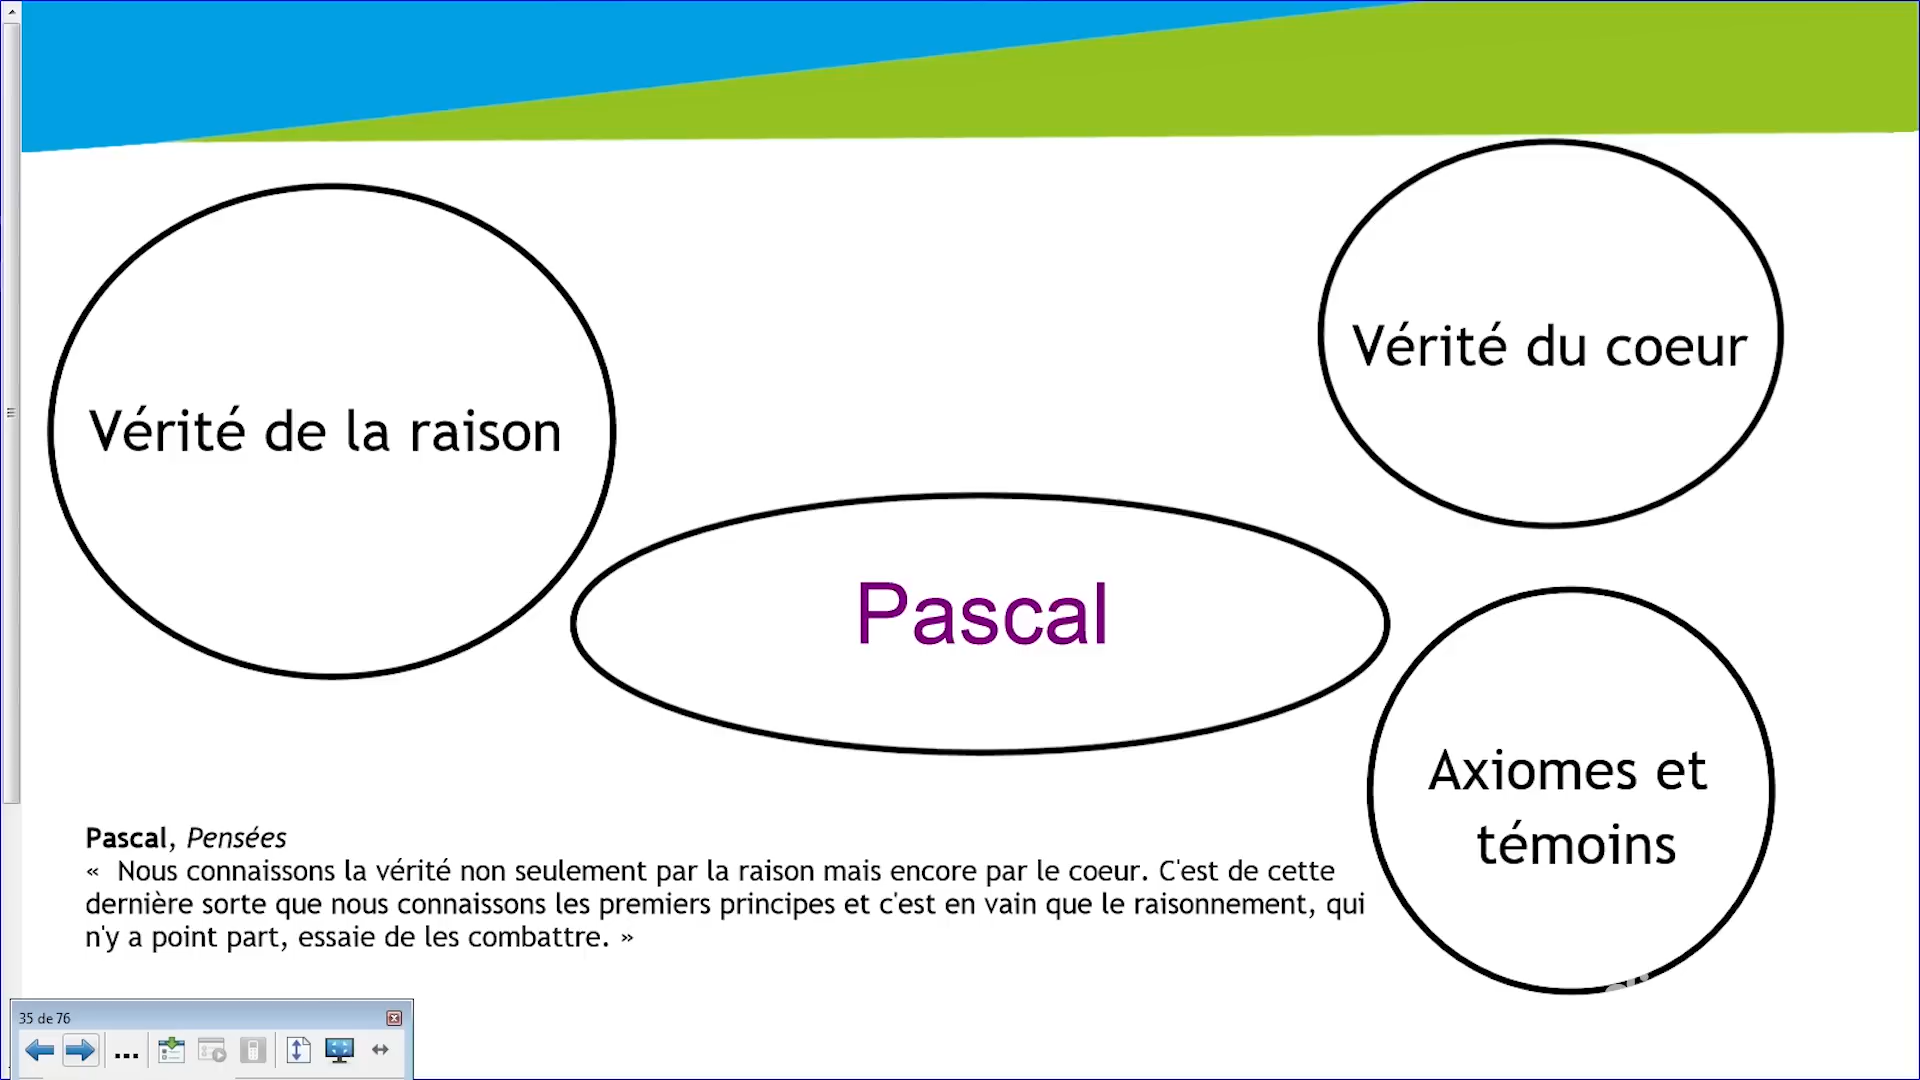 Vérité du coeur
Vérité de la raison
Pascal
Axiomes et
témoins
Pascal, Pensées
«  Nous connaissons la vérité non seulement par la raison mais encore par le coeur. C'est de cette
dernière sorte que nous connaissons les premiers principes et c'est en vain que le raisonnement, qui
n'y a point part, essaie de les combattre. »
35 de 76